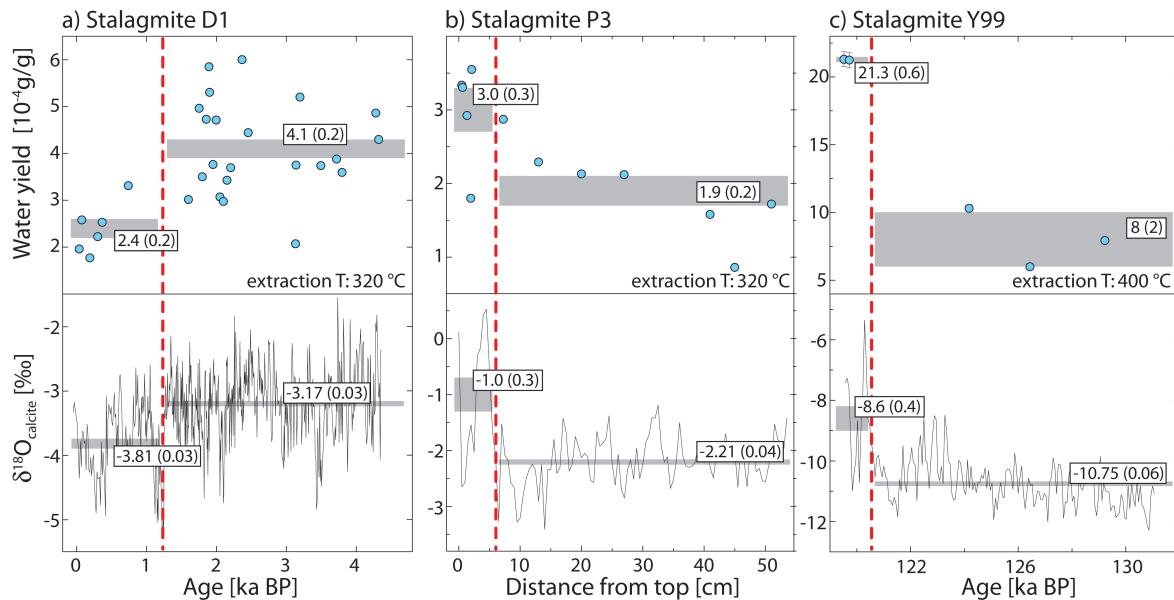 a) Stalagmite D1
b) Stalagmite P3
c) Stalagmite Y99
Water yield [10⁻⁴g/g]
6
5
4
3
2
4.1 (0.2)
2.4 (0.2)
extraction T: 320 °C
3
2
1
3.0 (0.3)
1.9 (0.2)
extraction T: 320 °C
20
15
10
5
21.3 (0.6)
8 (2)
extraction T: 400 °C
δ¹⁸O calcite [‰]
-2
-3
-4
-5
-3.17 (0.03)
-3.81 (0.03)
0
-1
-2
-3
-1.0 (0.3)
-2.21 (0.04)
-6
-8
-10
-12
-8.6 (0.4)
-10.75 (0.06)
0 1 2 3 4
Age [ka BP]
0 10 20 30 40 50
Distance from top [cm]
122 126 130
Age [ka BP]